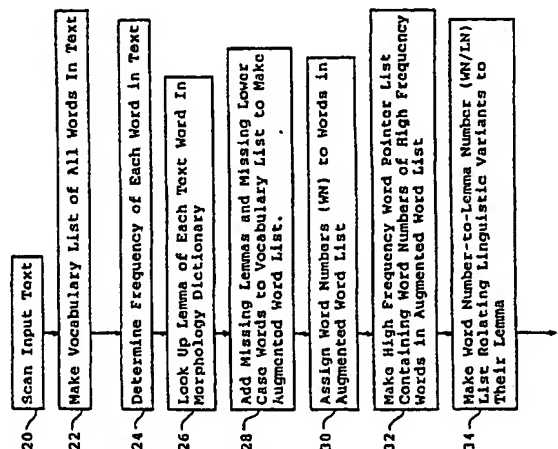 20
Scan Input Text
22
Make Vocabulary List of All Words In Text
24
Determine Frequency of Each Word in Text
26
Look Up Lemma of Each Text Word In
Morphology Dictionary
28
Add Missing Lemmas and Missing Lower
Case Words to Vocabulary List to Make
Augmented Word List.
30
Assign Word Numbers (WN) to Words in
Augmented Word List
32
Make High Frequency Word Pointer List
Containing Word Numbers of High Frequency
Words in Augmented Word List
34
Make Word Number-to-Lemma Number (WN/LN)
List Relating Linguistic Variants to
Their Lemma